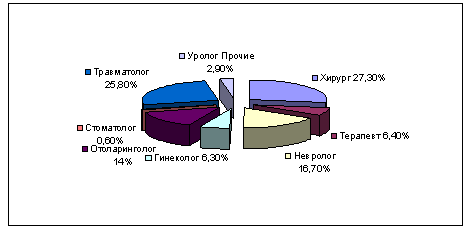 Уролог Прочие
2,90%
Травматолог
25,80%
Хирург 27,30%
Стоматолог
0,60%
Терапевт 6,40%
Отоларинголог
14%
Гинеколог 6,30%
Невролог
16,70%